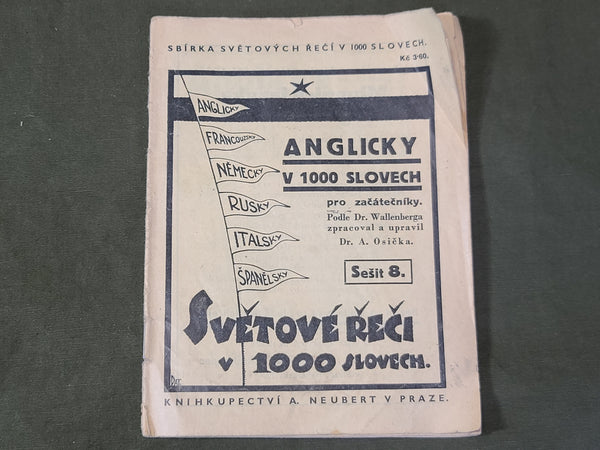 SBÍRKA SVĚTOVÝCH ŘEČÍ V 1000 SLOVECH.
Kč 3·60.
ANGLICKY
FRANCOUZSKY
NĚMECKY
RUSKY
ITALSKY
ŠPANĚLSKY
ANGLICKY
V 1000 SLOVECH
pro začátečníky.
Podle Dr. Wallenberga
zpracoval a upravil
Dr. A. Osička.
Sešit 8.
SVĚTOVÉ ŘEČI
v 1000 SLOVECH.
KNIHKUPECTVÍ A. NEUBERT V PRAZE.